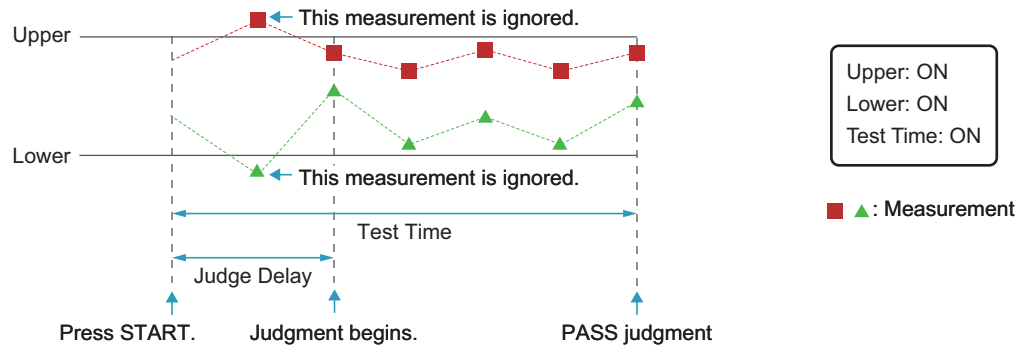 This measurement is ignored.
Upper
Lower
This measurement is ignored.
Test Time
Judge Delay
Press START.
Judgment begins.
PASS judgment
Upper: ON
Lower: ON
Test Time: ON
: Measurement